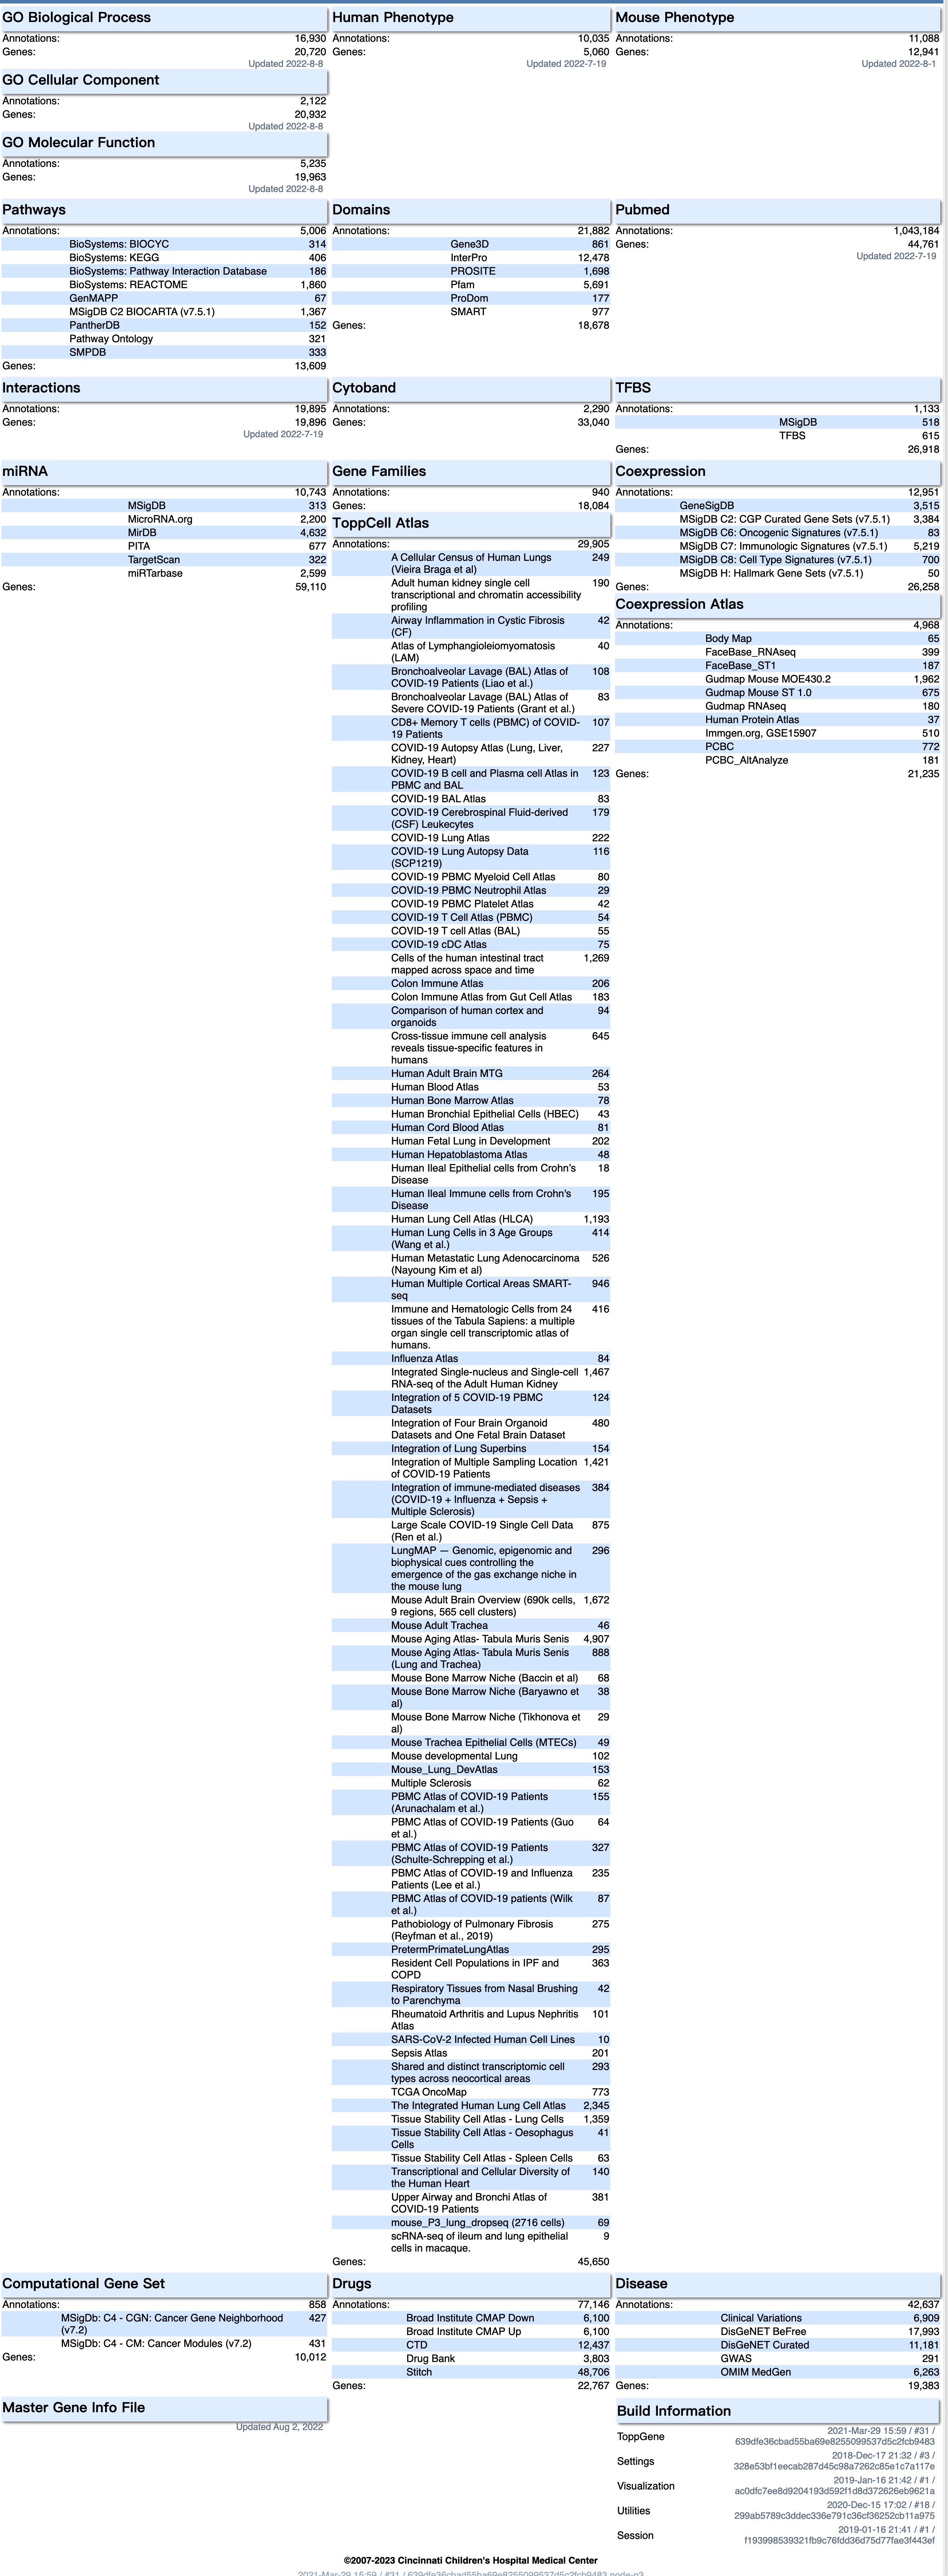 GO Biological Process
Annotations: 16,930
Genes: 20,720
Updated 2022-8-8
GO Cellular Component
Annotations: 2,122
Genes: 20,932
Updated 2022-8-8
GO Molecular Function
Annotations: 5,235
Genes: 19,963
Updated 2022-8-8
Human Phenotype
Annotations: 10,035
Genes: 5,060
Updated 2022-7-19
Mouse Phenotype
Annotations: 11,088
Genes: 12,941
Updated 2022-8-1
Pathways
Annotations: 5,006
BioSystems: BIOCYC 314
BioSystems: KEGG 406
BioSystems: Pathway Interaction Database 186
BioSystems: REACTOME 1,860
GenMAPP 67
MSigDB C2 BIOCARTA (v7.5.1) 1,367
PantherDB 152
Pathway Ontology 321
SMPDB 333
Genes: 13,609
Domains
Annotations: 21,882
Gene3D 861
InterPro 12,478
PROSITE 1,698
Pfam 5,691
ProDom 177
SMART 977
Genes: 18,678
Pubmed
Annotations: 1,043,184
Genes: 44,761
Updated 2022-7-19
Interactions
Annotations: 19,895
Genes: 19,896
Updated 2022-7-19
Cytoband
Annotations: 2,290
Genes: 33,040
TFBS
Annotations: 1,133
MSigDB 518
TFBS 615
Genes: 26,918
miRNA
Annotations: 10,743
MSigDB 313
MicroRNA.org 2,200
MirDB 4,632
PITA 677
TargetScan 322
miRTarbase 2,599
Genes: 59,110
Gene Families
Annotations: 940
Genes: 18,084
ToppCell Atlas
Annotations: 29,905
A Cellular Census of Human Lungs 249
(Vieira Braga et al)
Adult human kidney single cell 190
transcriptional and chromatin accessibility
profiling
Airway Inflammation in Cystic Fibrosis 42
(CF)
Atlas of Lymphangioleiomyomatosis 40
(LAM)
Bronchoalveolar Lavage (BAL) Atlas of 108
COVID-19 Patients (Liao et al.)
Bronchoalveolar Lavage (BAL) Atlas of 83
Severe COVID-19 Patients (Grant et al.)
CD8+ Memory T cells (PBMC) of COVID- 107
19 Patients
COVID-19 Autopsy Atlas (Lung, Liver, 227
Kidney, Heart)
COVID-19 B cell and Plasma cell Atlas in 123
PBMC and BAL
COVID-19 BAL Atlas 83
COVID-19 Cerebrospinal Fluid-derived 179
(CSF) Leukecytes
COVID-19 Lung Atlas 222
COVID-19 Lung Autopsy Data 116
(SCP1219)
COVID-19 PBMC Myeloid Cell Atlas 80
COVID-19 PBMC Neutrophil Atlas 29
COVID-19 PBMC Platelet Atlas 42
COVID-19 T Cell Atlas (PBMC) 54
COVID-19 T cell Atlas (BAL) 55
COVID-19 cDC Atlas 75
Cells of the human intestinal tract 1,269
mapped across space and time
Colon Immune Atlas 206
Colon Immune Atlas from Gut Cell Atlas 183
Comparison of human cortex and 94
organoids
Cross-tissue immune cell analysis 645
reveals tissue-specific features in
humans
Human Adult Brain MTG 264
Human Blood Atlas 53
Human Bone Marrow Atlas 78
Human Bronchial Epithelial Cells (HBEC) 43
Human Cord Blood Atlas 81
Human Fetal Lung in Development 202
Human Hepatoblastoma Atlas 48
Human Ileal Epithelial cells from Crohn's 18
Disease
Human Ileal Immune cells from Crohn's 195
Disease
Human Lung Cell Atlas (HLCA) 1,193
Human Lung Cells in 3 Age Groups 414
(Wang et al.)
Human Metastatic Lung Adenocarcinoma 526
(Nayoung Kim et al)
Human Multiple Cortical Areas SMART- 946
seq
Immune and Hematologic Cells from 24 416
tissues of the Tabula Sapiens: a multiple
organ single cell transcriptomic atlas of
humans.
Influenza Atlas 84
Integrated Single-nucleus and Single-cell 1,467
RNA-seq of the Adult Human Kidney
Integration of 5 COVID-19 PBMC 124
Datasets
Integration of Four Brain Organoid 480
Datasets and One Fetal Brain Dataset
Integration of Lung Superbins 154
Integration of Multiple Sampling Location 1,421
of COVID-19 Patients
Integration of immune-mediated diseases 384
(COVID-19 + Influenza + Sepsis +
Multiple Sclerosis)
Large Scale COVID-19 Single Cell Data 875
(Ren et al.)
LungMAP — Genomic, epigenomic and 296
biophysical cues controlling the
emergence of the gas exchange niche in
the mouse lung
Mouse Adult Brain Overview (690k cells, 1,672
9 regions, 565 cell clusters)
Mouse Adult Trachea 46
Mouse Aging Atlas- Tabula Muris Senis 4,907
Mouse Aging Atlas- Tabula Muris Senis 888
(Lung and Trachea)
Mouse Bone Marrow Niche (Baccin et al) 68
Mouse Bone Marrow Niche (Baryawno et 38
al)
Mouse Bone Marrow Niche (Tikhonova et 29
al)
Mouse Trachea Epithelial Cells (MTECs) 49
Mouse developmental Lung 102
Mouse_Lung_DevAtlas 153
Multiple Sclerosis 62
PBMC Atlas of COVID-19 Patients 155
(Arunachalam et al.)
PBMC Atlas of COVID-19 Patients (Guo 64
et al.)
PBMC Atlas of COVID-19 Patients 327
(Schulte-Schrepping et al.)
PBMC Atlas of COVID-19 and Influenza 235
Patients (Lee et al.)
PBMC Atlas of COVID-19 patients (Wilk 87
et al.)
Pathobiology of Pulmonary Fibrosis 275
(Reyfman et al., 2019)
PretermPrimateLungAtlas 295
Resident Cell Populations in IPF and 363
COPD
Respiratory Tissues from Nasal Brushing 42
to Parenchyma
Rheumatoid Arthritis and Lupus Nephritis 101
Atlas
SARS-CoV-2 Infected Human Cell Lines 10
Sepsis Atlas 201
Shared and distinct transcriptomic cell 293
types across neocortical areas
TCGA OncoMap 773
The Integrated Human Lung Cell Atlas 2,345
Tissue Stability Cell Atlas - Lung Cells 1,359
Tissue Stability Cell Atlas - Oesophagus 41
Cells
Tissue Stability Cell Atlas - Spleen Cells 63
Transcriptional and Cellular Diversity of 140
the Human Heart
Upper Airway and Bronchi Atlas of 381
COVID-19 Patients
mouse_P3_lung_dropseq (2716 cells) 69
scRNA-seq of ileum and lung epithelial 9
cells in macaque.
Genes: 45,650
Coexpression
Annotations: 12,951
GeneSigDB 3,515
MSigDB C2: CGP Curated Gene Sets (v7.5.1) 3,384
MSigDB C6: Oncogenic Signatures (v7.5.1) 83
MSigDB C7: Immunologic Signatures (v7.5.1) 5,219
MSigDB C8: Cell Type Signatures (v7.5.1) 700
MSigDB H: Hallmark Gene Sets (v7.5.1) 50
Genes: 26,258
Coexpression Atlas
Annotations: 4,968
Body Map 65
FaceBase_RNAseq 399
FaceBase_ST1 187
Gudmap Mouse MOE430.2 1,962
Gudmap Mouse ST 1.0 675
Gudmap RNAseq 180
Human Protein Atlas 37
Immgen.org, GSE15907 510
PCBC 772
PCBC_AltAnalyze 181
Genes: 21,235
Computational Gene Set
Annotations: 858
MSigDb: C4 - CGN: Cancer Gene Neighborhood 427
(v7.2)
MSigDb: C4 - CM: Cancer Modules (v7.2) 431
Genes: 10,012
Drugs
Annotations: 77,146
Broad Institute CMAP Down 6,100
Broad Institute CMAP Up 6,100
CTD 12,437
Drug Bank 3,803
Stitch 48,706
Genes: 22,767
Disease
Annotations: 42,637
Clinical Variations 6,909
DisGeNET BeFree 17,993
DisGeNET Curated 11,181
GWAS 291
OMIM MedGen 6,263
Genes: 19,383
Master Gene Info File
Updated Aug 2, 2022
Build Information
ToppGene 2021-Mar-29 15:59 / #31 /
639dfe36cbad55ba69e8255099537d5c2fcb9483
Settings 2018-Dec-17 21:32 / #3 /
328e53bf1eecab287d45c98a7262c85e1c7a117e
Visualization 2019-Jan-16 21:42 / #1 /
ac0dfc7ee8d9204193d592f1d8d372626eb9621a
Utilities 2020-Dec-15 17:02 / #18 /
299ab5789c3ddec336e791c36cf36252cb11a975
Session 2019-01-16 21:41 / #1 /
f193998539321fb9c76fdd36d75d77fae3f443ef
©2007-2023 Cincinnati Children's Hospital Medical Center
2021-Mar-29 15:59 / #31 / 639dfe36cbad55ba69e8255099537d5c2fcb9483 node-n3